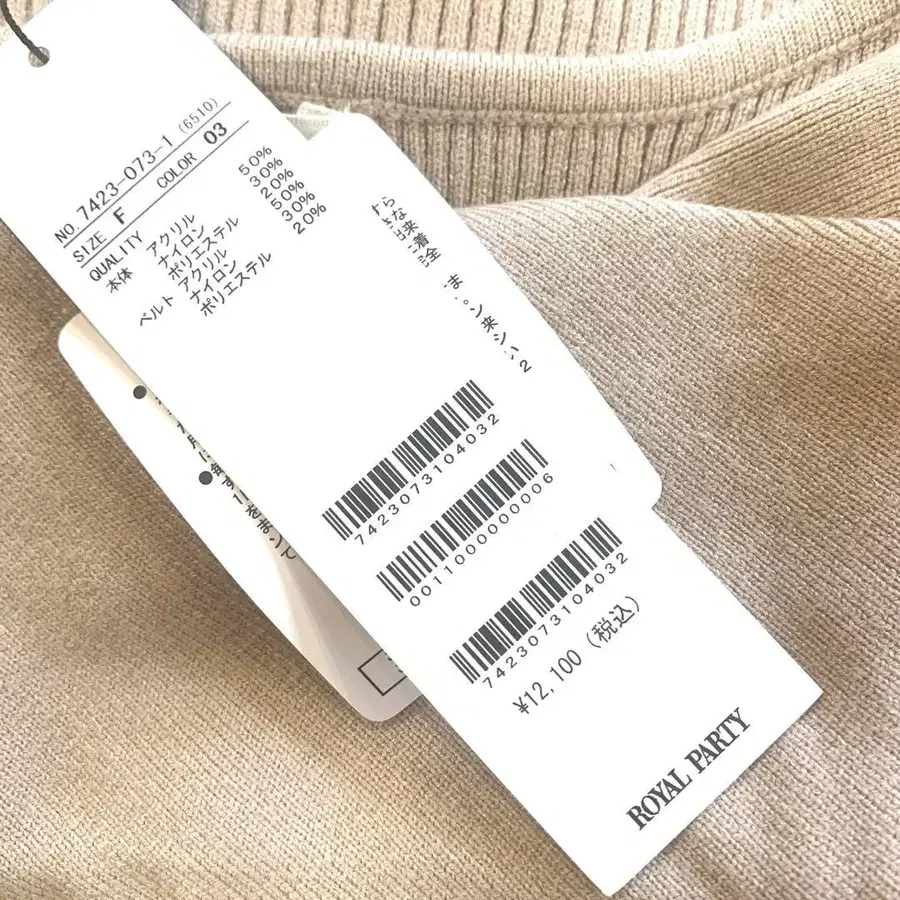 NO. 7423-073-1 (6510)
SIZE F COLOR 03
QUALITY
本体 アクリル 50%
ナイロン 30%
ポリエステル 20%
ベルト アクリル 50%
ナイロン 30%
ポリエステル 20%
7423073104032
0011000000006
7423073104032
¥12,100 (税込)
ROYAL PARTY